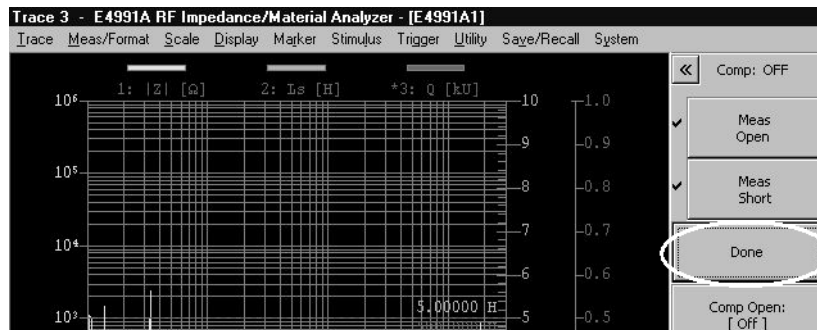 Trace 3 - E4991A RF Impedance/Material Analyzer - [E4991A1]
Trace Meas/Format Scale Display Marker Stimulus Trigger Utility Save/Recall System
Comp: OFF
1: |Z| [Ω] 2: Ls [H] *3: Q [kU]
10⁶ 10 1.0
Meas
Open
9 0.9
10⁵
8 0.8
Meas
Short
7 0.7
10⁴
Done
6 0.6
5.00000 H
10³ 5 0.5
Comp Open:
[ Off ]